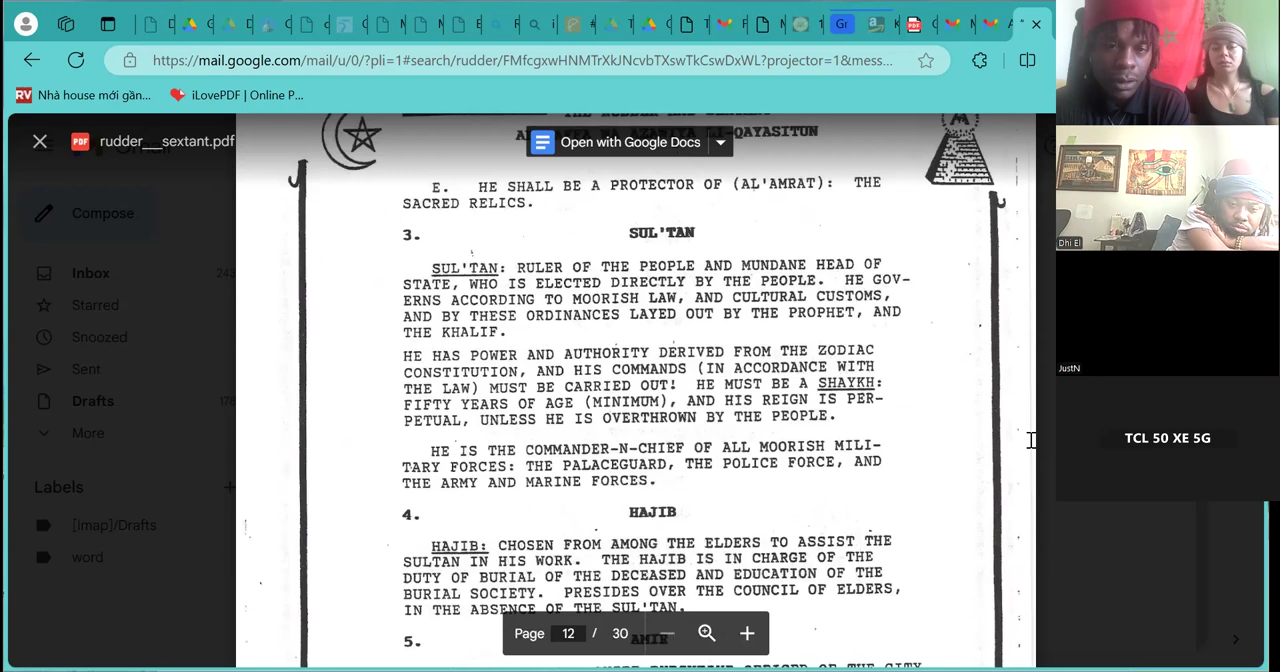 https://mail.google.com/mail/u/0/?pli=1#search/rudder/FMfcgxwHNMTrXkJNcvbTXswTkCswDxWL?projector=1&mess...
Nhà house mới gần...
iLovePDF | Online P...
rudder__sextant.pdf
Open with Google Docs
Compose
Inbox 243
Starred
Snoozed
Sent
Drafts 178
More
Labels
[Imap]/Drafts
word
E. HE SHALL BE A PROTECTOR OF (AL'AMRAT): THE
SACRED RELICS.
3. SUL'TAN
SUL'TAN: RULER OF THE PEOPLE AND MUNDANE HEAD OF
STATE, WHO IS ELECTED DIRECTLY BY THE PEOPLE. HE GOV-
ERNS ACCORDING TO MOORISH LAW, AND CULTURAL CUSTOMS,
AND BY THESE ORDINANCES LAYED OUT BY THE PROPHET, AND
THE KHALIF.
HE HAS POWER AND AUTHORITY DERIVED FROM THE ZODIAC
CONSTITUTION, AND HIS COMMANDS (IN ACCORDANCE WITH
THE LAW) MUST BE CARRIED OUT! HE MUST BE A SHAYKH:
FIFTY YEARS OF AGE (MINIMUM), AND HIS REIGN IS PER-
PETUAL, UNLESS HE IS OVERTHROWN BY THE PEOPLE.
HE IS THE COMMANDER-N-CHIEF OF ALL MOORISH MILI-
TARY FORCES: THE PALACEGUARD, THE POLICE FORCE, AND
THE ARMY AND MARINE FORCES.
4. HAJIB
HAJIB: CHOSEN FROM AMONG THE ELDERS TO ASSIST THE
SULTAN IN HIS WORK. THE HAJIB IS IN CHARGE OF THE
DUTY OF BURIAL OF THE DECEASED AND EDUCATION OF THE
BURIAL SOCIETY. PRESIDES OVER THE COUNCIL OF ELDERS,
IN THE ABSENCE OF THE SUL'TAN.
5. AMIR
Page 12 / 30
Dhi El
JustN
TCL 50 XE 5G